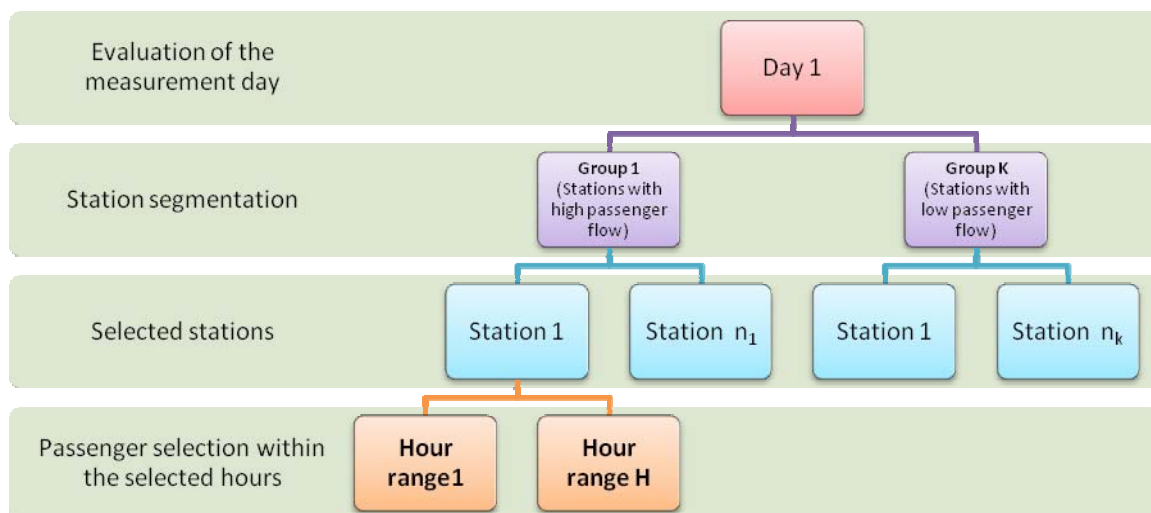 Evaluation of the
measurement day
Day 1
Station segmentation
Group 1
(Stations with
high passenger
flow)
Group K
(Stations with
low passenger
flow)
Selected stations
Station 1
Station n₁
Station 1
Station nₖ
Passenger selection within
the selected hours
Hour
range1
Hour
range H